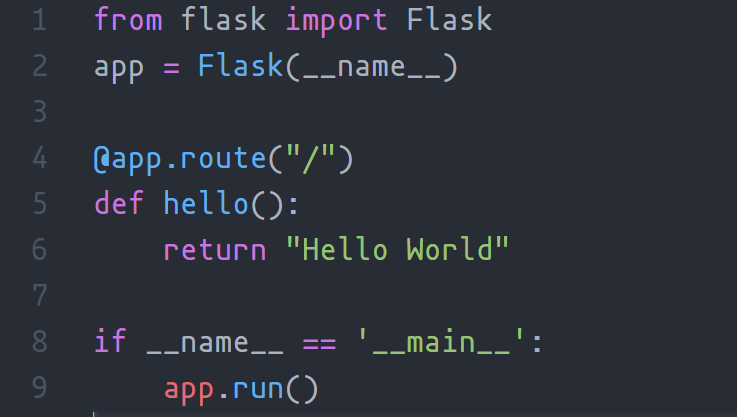 1 from flask import Flask
2 app = Flask(__name__)
3
4 @app.route("/")
5 def hello():
6     return "Hello World"
7
8 if __name__ == '__main__':
9     app.run()